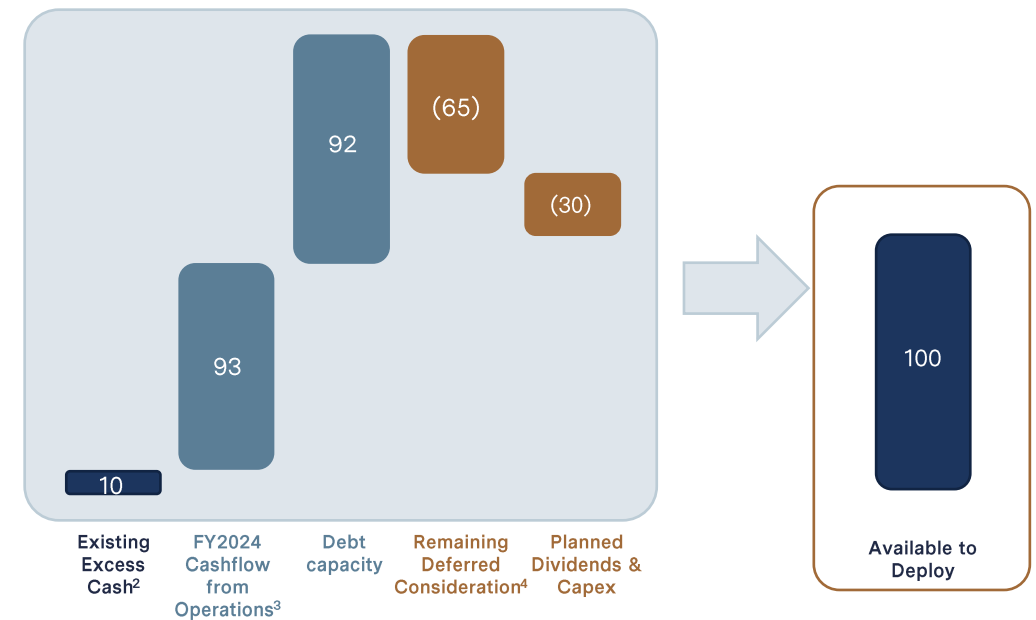 92
(65)
(30)
93
10
100
Existing
Excess
Cash²
FY2024
Cashflow
from
Operations³
Debt
capacity
Remaining
Deferred
Consideration⁴
Planned
Dividends &
Capex
Available to
Deploy